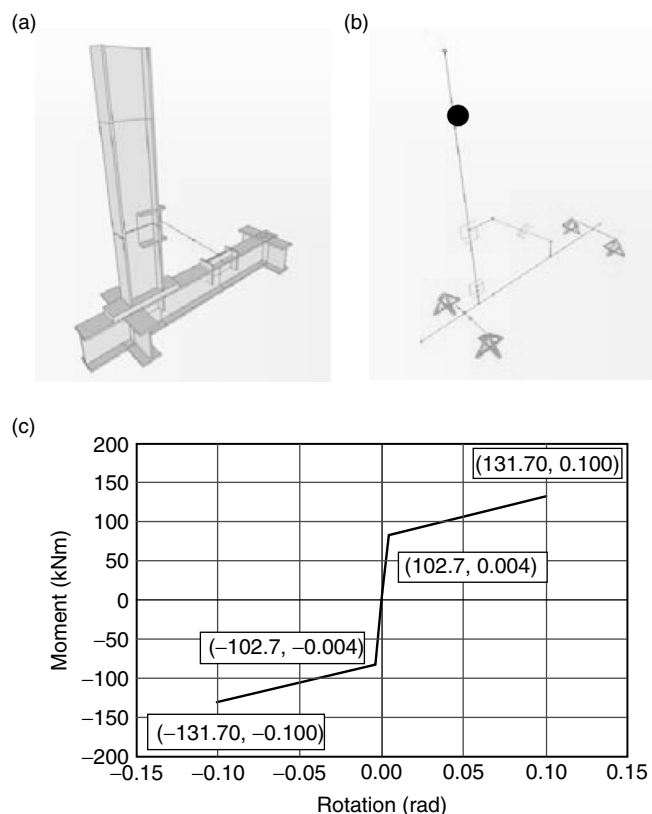 (a)
(b)
(c)
200
150
100
50
0
−50
−100
−150
−200
Moment (kNm)
(131.70, 0.100)
(102.7, 0.004)
(−102.7, −0.004)
(−131.70, −0.100)
−0.15 −0.10 −0.05 0.00 0.05 0.10 0.15
Rotation (rad)